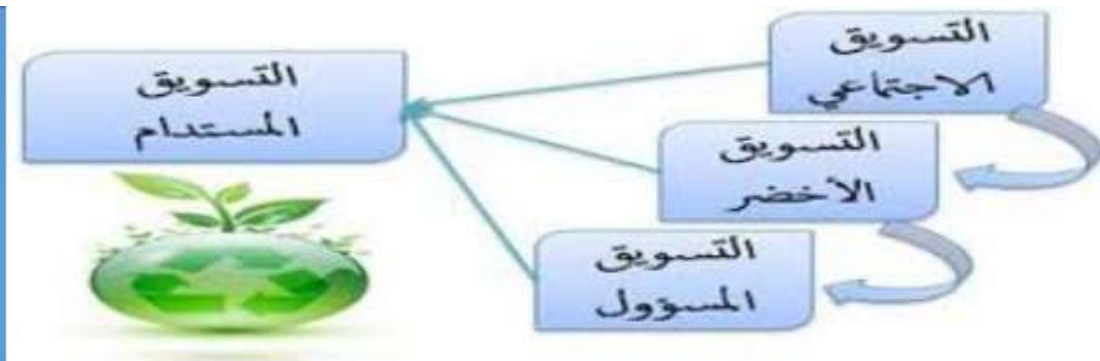 التسويق
الاجتماعي
التسويق
المستدام
التسويق
الأخضر
التسويق
المسؤول